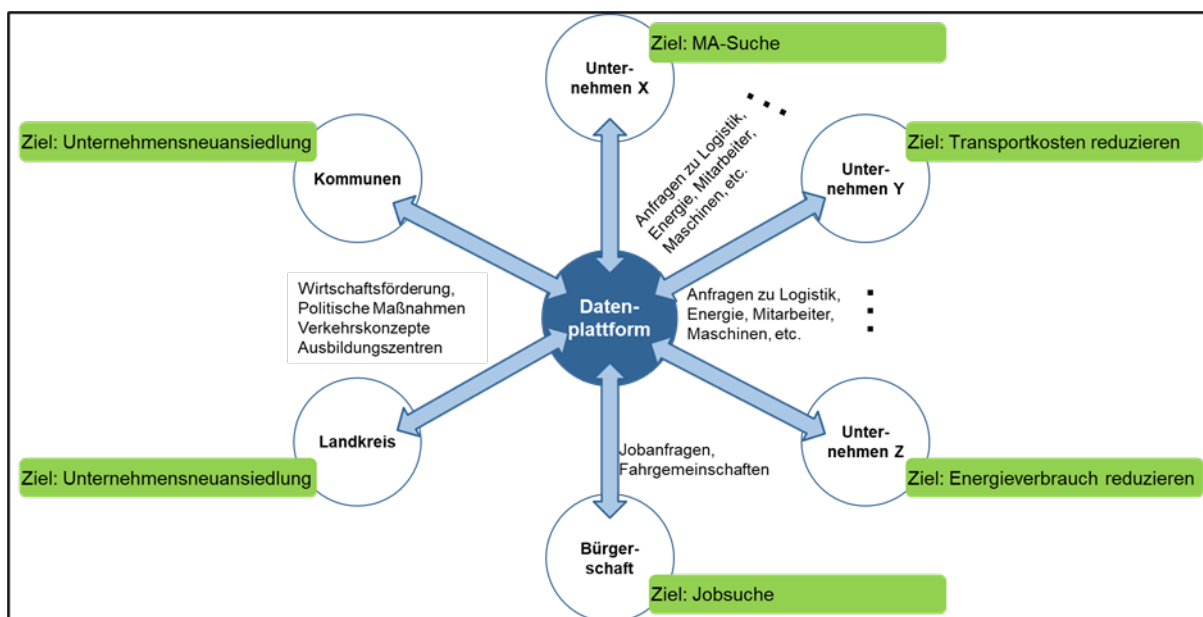 Ziel: MA-Suche
Unter-
nehmen X
Ziel: Unternehmensneuansiedlung
Kommunen
Anfragen zu Logistik,
Energie, Mitarbeiter,
Maschinen, etc.
Ziel: Transportkosten reduzieren
Unter-
nehmen Y
Wirtschaftsförderung,
Politische Maßnahmen
Verkehrskonzepte
Ausbildungszentren
Daten-
plattform
Anfragen zu Logistik,
Energie, Mitarbeiter,
Maschinen, etc.
Landkreis
Ziel: Unternehmensneuansiedlung
Jobanfragen,
Fahrgemeinschaften
Unter-
nehmen Z
Ziel: Energieverbrauch reduzieren
Bürger-
schaft
Ziel: Jobsuche